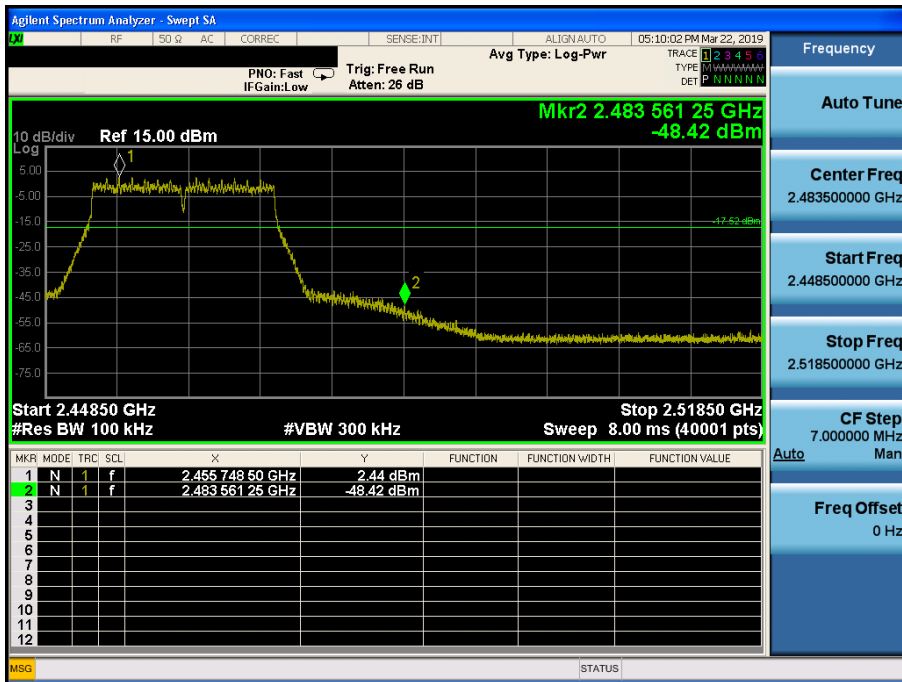 Agilent Spectrum Analyzer - Swept SA
LXI RF 50 Ω AC CORREC SENSE:INT ALIGNAUTO 05:10:02 PM Mar 22, 2019
Avg Type: Log-Pwr TRACE 1 2 3 4 5 6
PNO: Fast Trig: Free Run TYPE M WWWWW
IFGain:Low Atten: 26 dB DET P N N N N N
Mkr2 2.483 561 25 GHz
10 dB/div Ref 15.00 dBm -48.42 dBm
Log
1
5.00
-5.00
-15.0
-17.52 dBm
-25.0
-35.0
2
-45.0
-55.0
-65.0
-75.0
Start 2.44850 GHz Stop 2.51850 GHz
#Res BW 100 kHz #VBW 300 kHz Sweep 8.00 ms (40001 pts)
MKR MODE TRC SCL X Y FUNCTION FUNCTION WIDTH FUNCTION VALUE
1 N 1 f 2.455 748 50 GHz 2.44 dBm
2 N 1 f 2.483 561 25 GHz -48.42 dBm
3
4
5
6
7
8
9
10
11
12
MSG STATUS
Frequency
Auto Tune
Center Freq
2.483500000 GHz
Start Freq
2.448500000 GHz
Stop Freq
2.518500000 GHz
CF Step
7.000000 MHz
Auto Man
Freq Offset
0 Hz